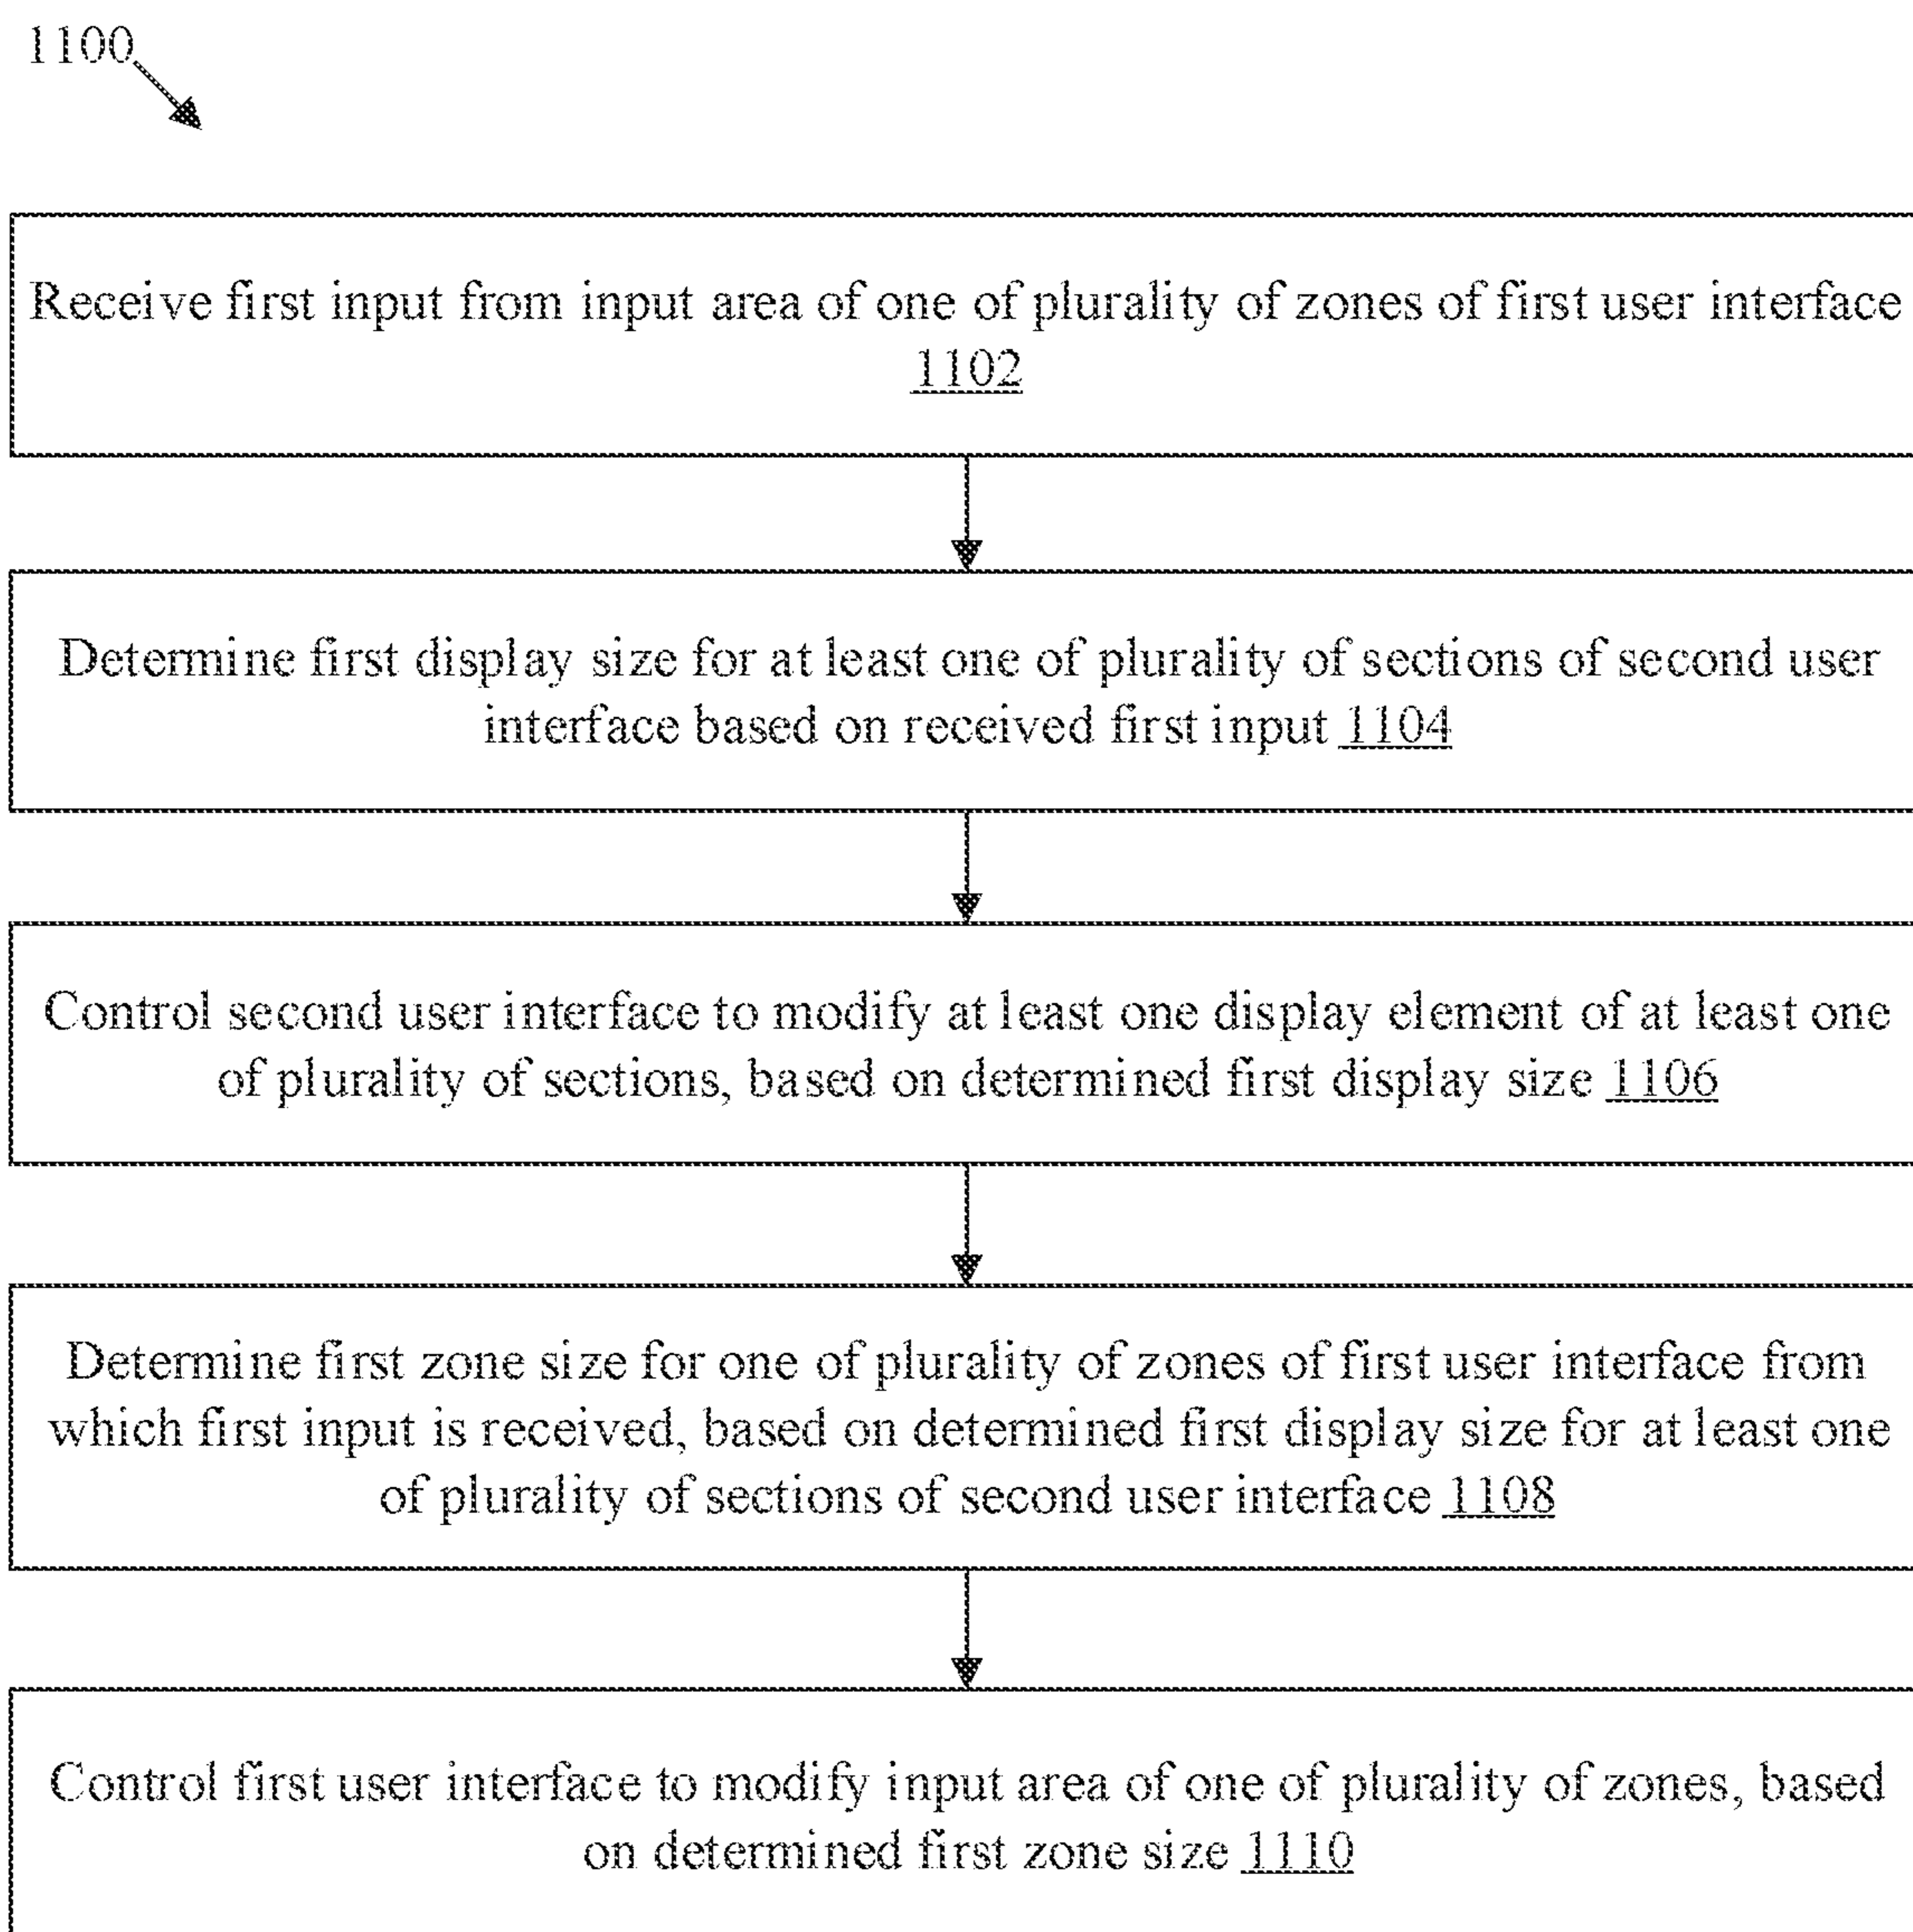 1100
Receive first input from input area of one of plurality of zones of first user interface
1102
Determine first display size for at least one of plurality of sections of second user
interface based on received first input 1104
Control second user interface to modify at least one display element of at least one
of plurality of sections, based on determined first display size 1106
Determine first zone size for one of plurality of zones of first user interface from
which first input is received, based on determined first display size for at least one
of plurality of sections of second user interface 1108
Control first user interface to modify input area of one of plurality of zones, based
on determined first zone size 1110